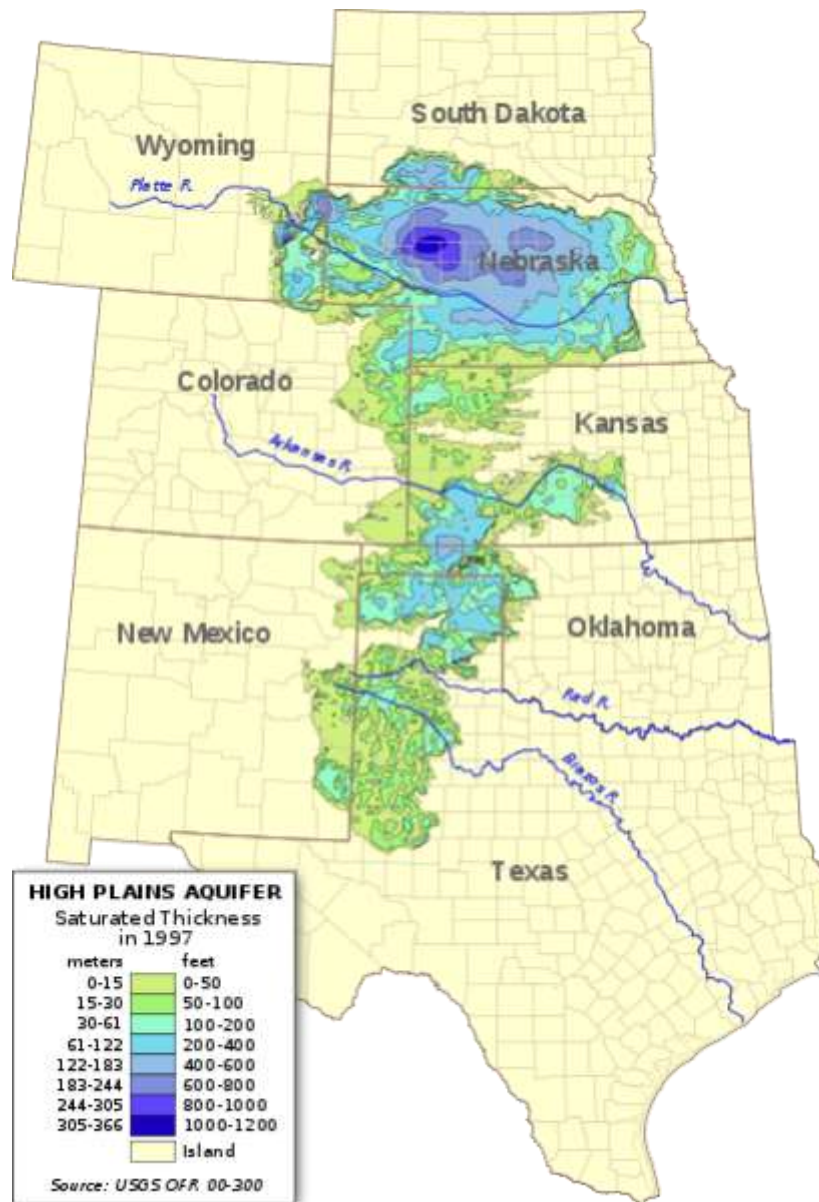 South Dakota
Wyoming
Platte R.
Nebraska
Colorado
Kansas
Arkansas R.
New Mexico
Oklahoma
Red R.
Brazos R.
Texas
HIGH PLAINS AQUIFER
Saturated Thickness
in 1997
meters feet
0-15 0-50
15-30 50-100
30-61 100-200
61-122 200-400
122-183 400-600
183-244 600-800
244-305 800-1000
305-366 1000-1200
Island
Source: USGS OFR 00-300